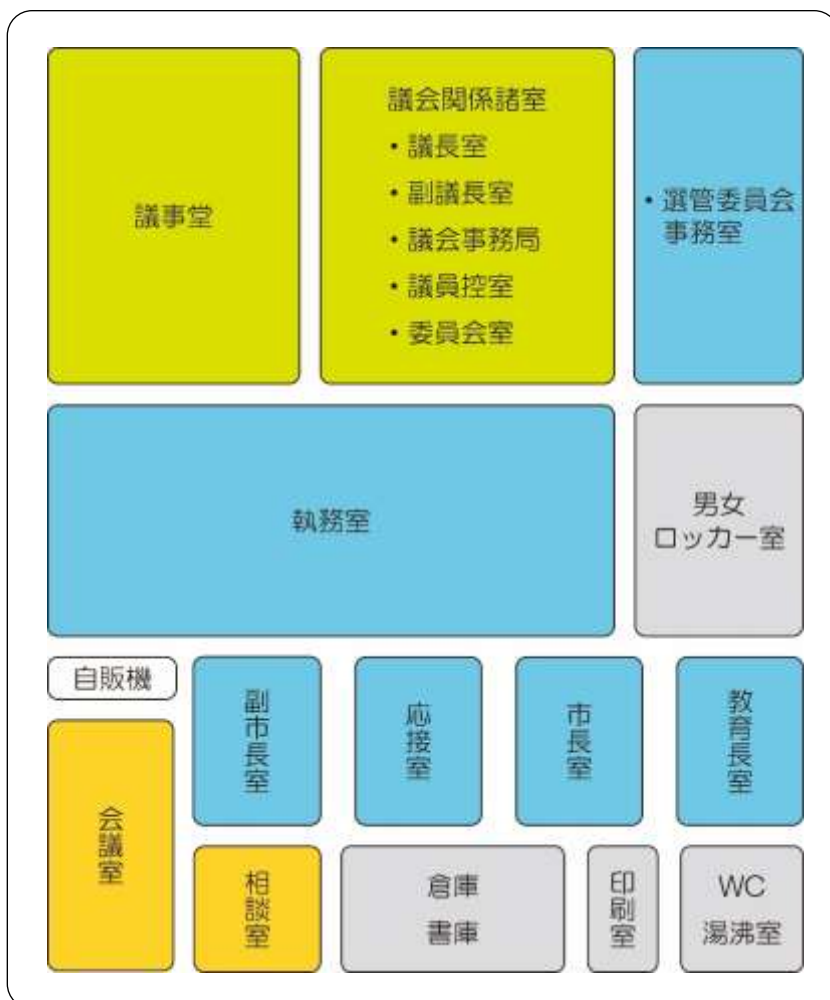 議事堂
議会関係諸室
・議長室
・副議長室
・議会事務局
・議員控室
・委員会室
・選管委員会
事務室
執務室
男女
ロッカー室
自販機
副市長室
応接室
市長室
教育長室
会議室
相談室
倉庫
書庫
印刷室
WC
湯沸室